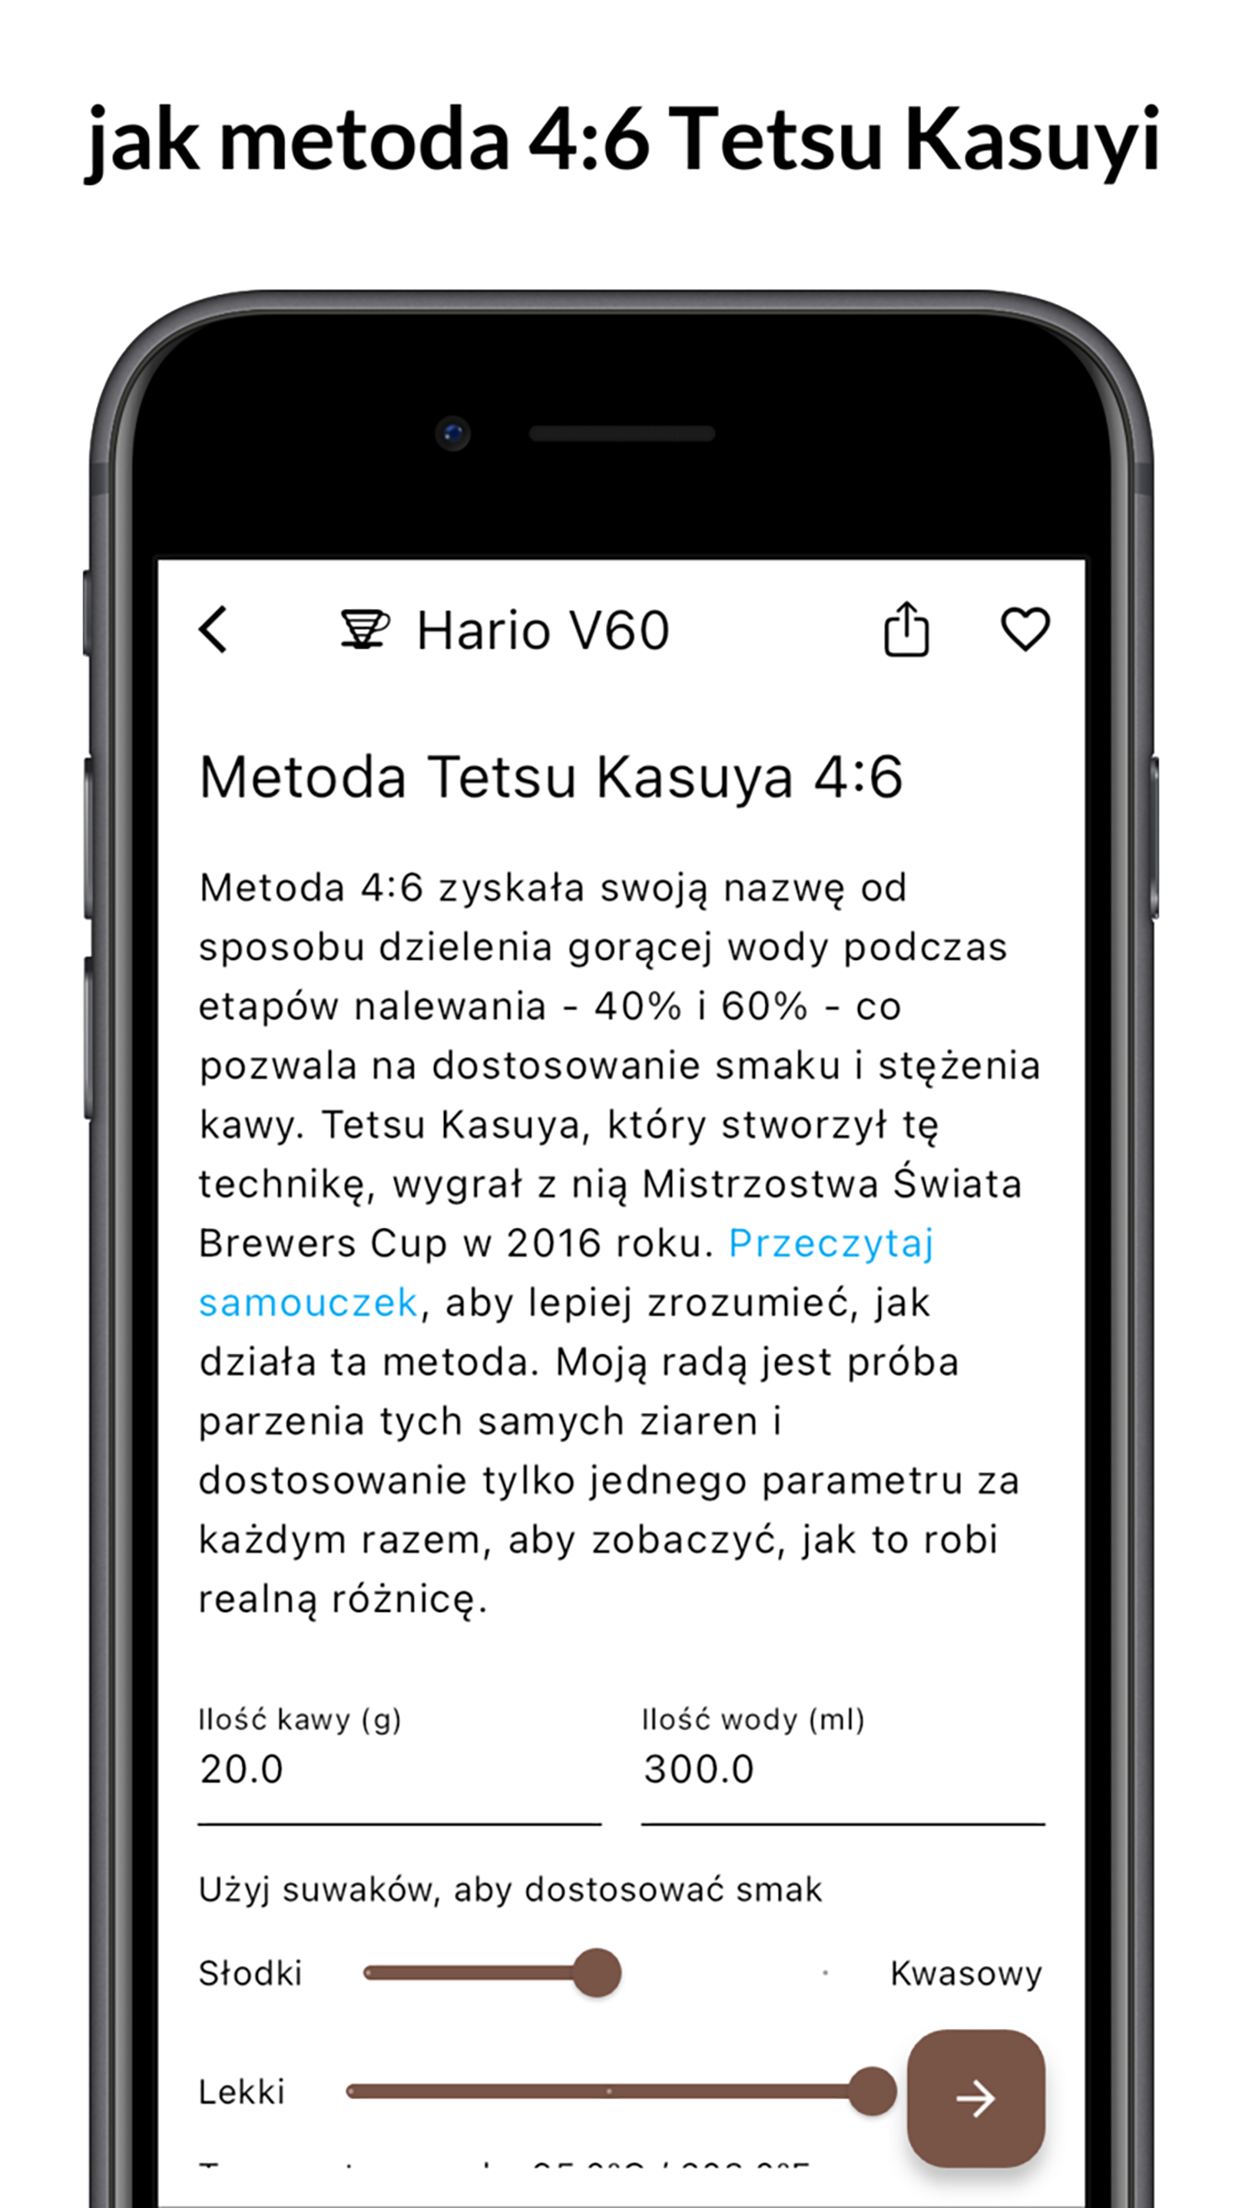 jak metoda 4:6 Tetsu Kasuyi
Hario V60
Metoda Tetsu Kasuya 4:6
Metoda 4:6 zyskała swoją nazwę od
sposobu dzielenia gorącej wody podczas
etapów nalewania - 40% i 60% - co
pozwala na dostosowanie smaku i stężenia
kawy. Tetsu Kasuya, który stworzył tę
technikę, wygrał z nią Mistrzostwa Świata
Brewers Cup w 2016 roku. Przeczytaj
samouczek, aby lepiej zrozumieć, jak
działa ta metoda. Moją radą jest próba
parzenia tych samych ziaren i
dostosowanie tylko jednego parametru za
każdym razem, aby zobaczyć, jak to robi
realną różnicę.
Ilość kawy (g) Ilość wody (ml)
20.0 300.0
Użyj suwaków, aby dostosować smak
Słodki Kwasowy
Lekki